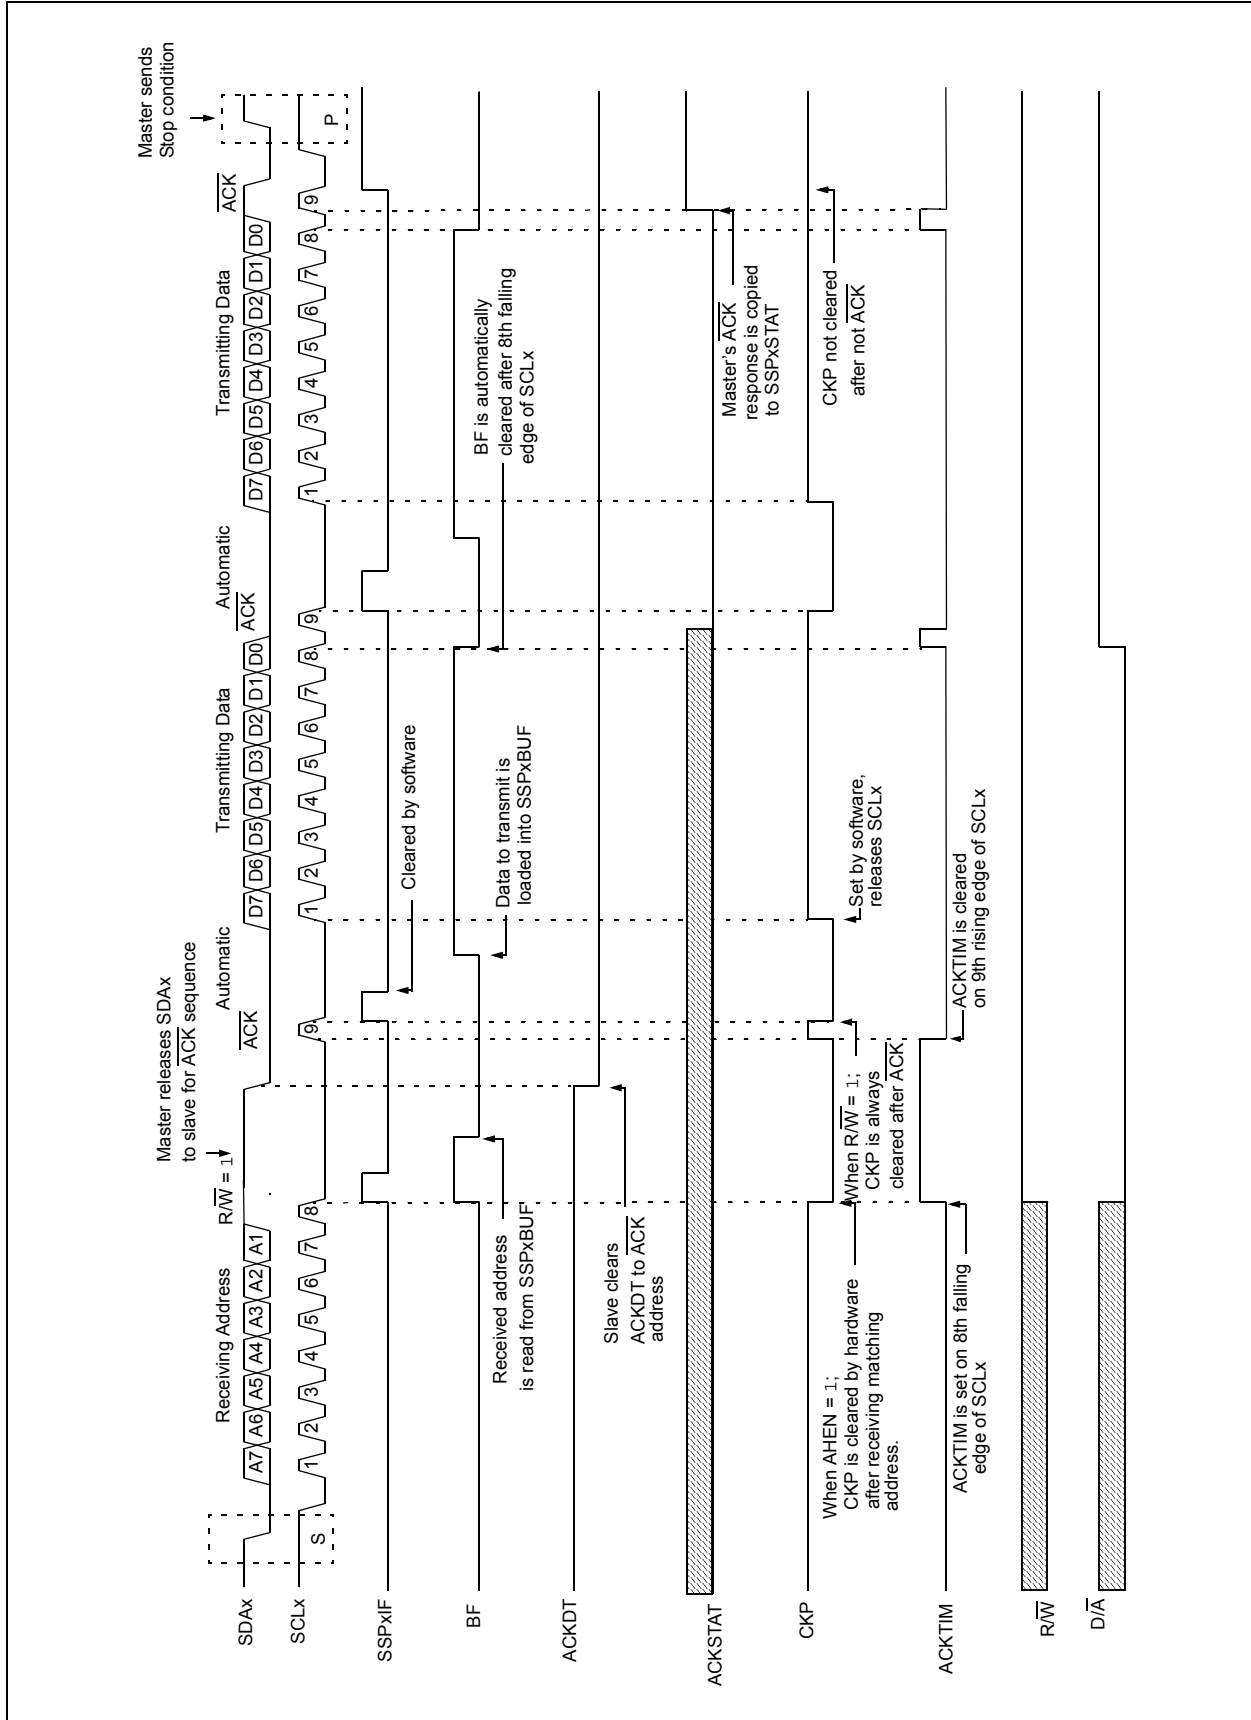 Master releases SDAx
to slave for ACK sequence
Master sends
Stop condition
Receiving Address
R/W = 1
ACK
Automatic
Transmitting Data
ACK
Automatic
Transmitting Data
ACK
SDAx
A7 A6 A5 A4 A3 A2 A1
D7 D6 D5 D4 D3 D2 D1 D0
D7 D6 D5 D4 D3 D2 D1 D0
SCLx
S
1 2 3 4 5 6 7 8 9
1 2 3 4 5 6 7 8 9
1 2 3 4 5 6 7 8 9
P
SSPxIF
Cleared by software
BF
Received address
is read from SSPxBUF
Data to transmit is
loaded into SSPxBUF
BF is automatically
cleared after 8th falling
edge of SCLx
ACKDT
Slave clears
ACKDT to ACK
address
ACKSTAT
Master's ACK
response is copied
to SSPxSTAT
CKP
When AHEN = 1;
CKP is cleared by hardware
after receiving matching
address.
When R/W = 1;
CKP is always
cleared after ACK
Set by software,
releases SCLx
CKP not cleared
after not ACK
ACKTIM
ACKTIM is set on 8th falling
edge of SCLx
ACKTIM is cleared
on 9th rising edge of SCLx
R/W
D/A